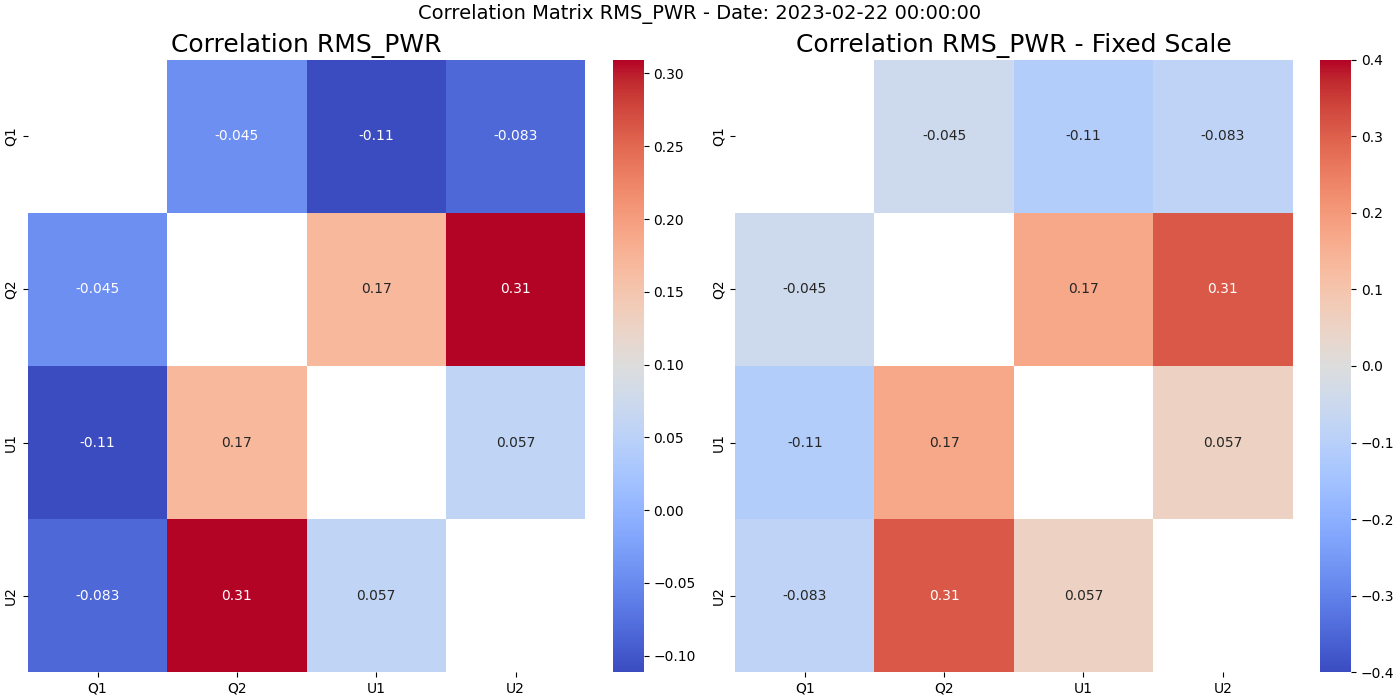 Correlation Matrix RMS_PWR - Date: 2023-02-22 00:00:00
Correlation RMS_PWR
Q1
-0.045
-0.11
-0.083
Q2
-0.045
0.17
0.31
U1
-0.11
0.17
0.057
U2
-0.083
0.31
0.057
Q1
Q2
U1
U2
0.30
0.25
0.20
0.15
0.10
0.05
0.00
−0.05
−0.10
Correlation RMS_PWR - Fixed Scale
Q1
-0.045
-0.11
-0.083
Q2
-0.045
0.17
0.31
U1
-0.11
0.17
0.057
U2
-0.083
0.31
0.057
Q1
Q2
U1
U2
0.4
0.3
0.2
0.1
0.0
−0.1
−0.2
−0.3
−0.4